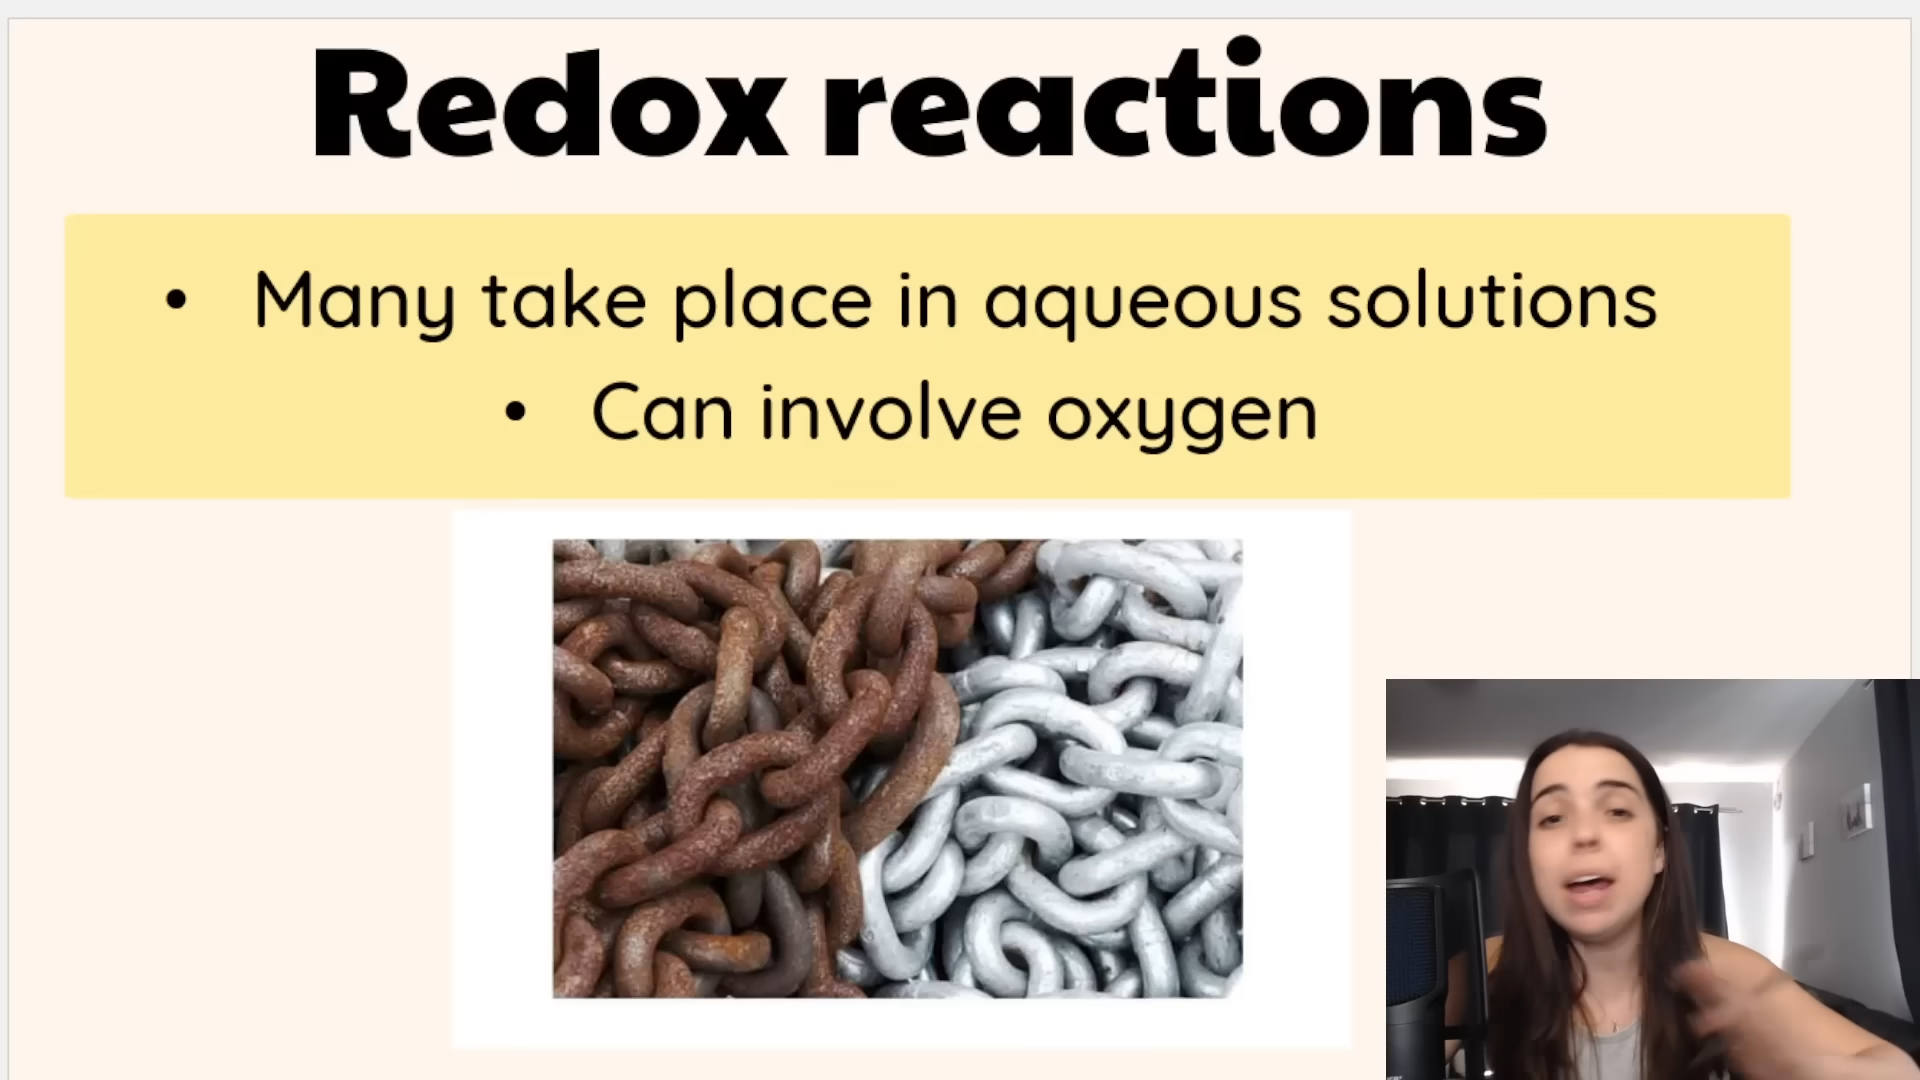 Redox reactions
• Many take place in aqueous solutions
• Can involve oxygen